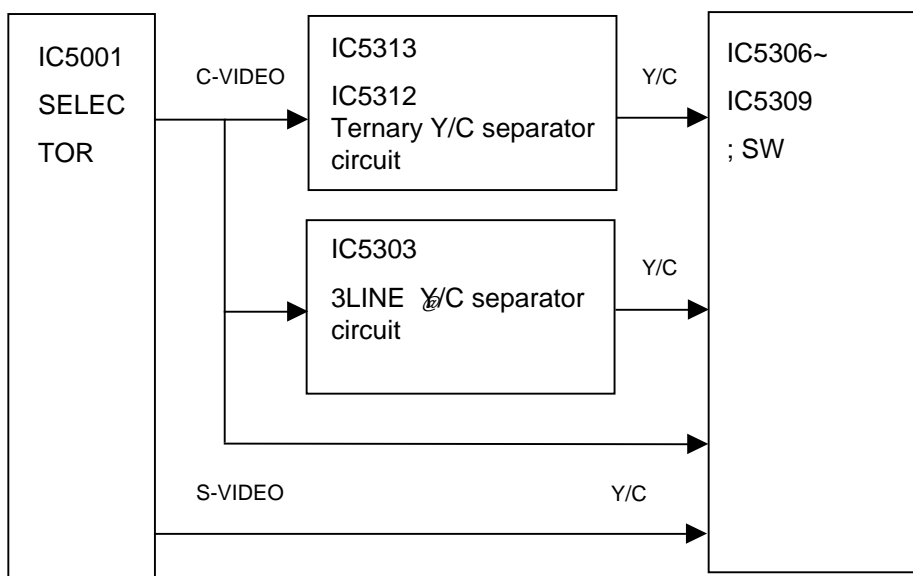 IC5001
SELEC
TOR
C-VIDEO
IC5313
IC5312
Ternary Y/C separator
circuit
Y/C
IC5306~
IC5309
; SW
IC5303
3LINE Y/C separator
circuit
Y/C
S-VIDEO
Y/C